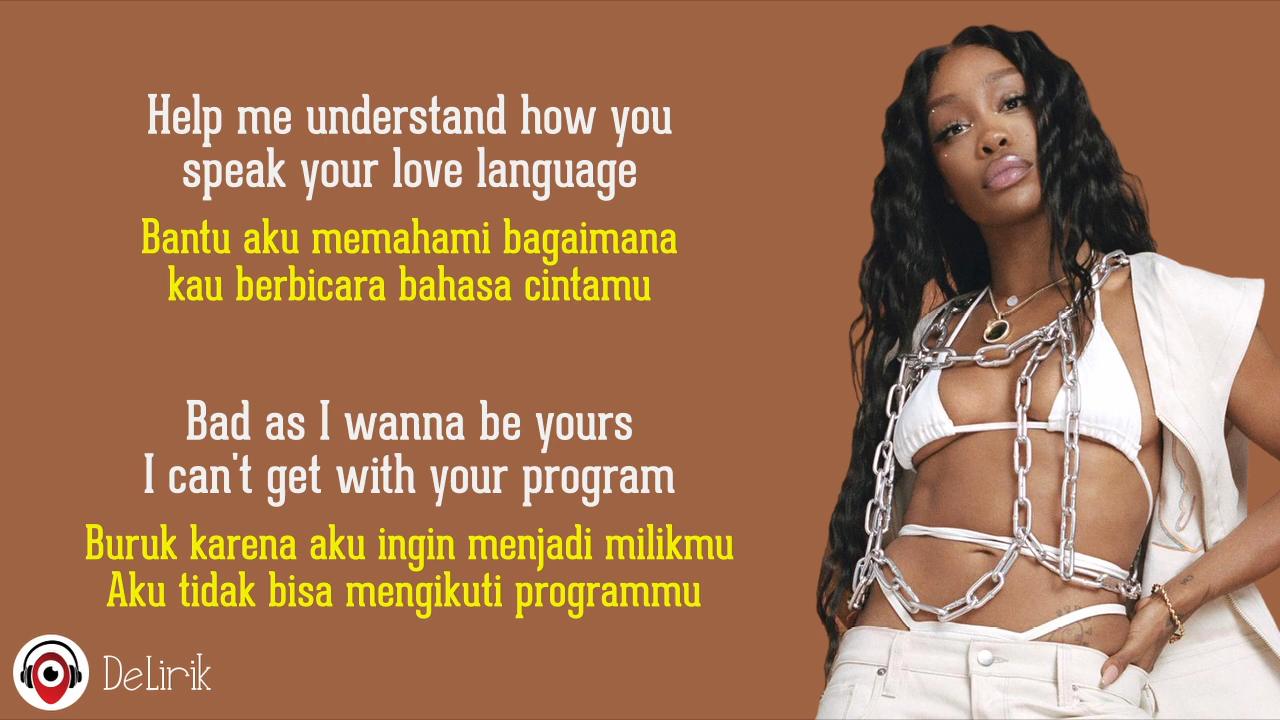 Help me understand how you
speak your love language
Bantu aku memahami bagaimana
kau berbicara bahasa cintamu
Bad as I wanna be yours
I can't get with your program
Buruk karena aku ingin menjadi milikmu
Aku tidak bisa mengikuti programmu
DeLirik